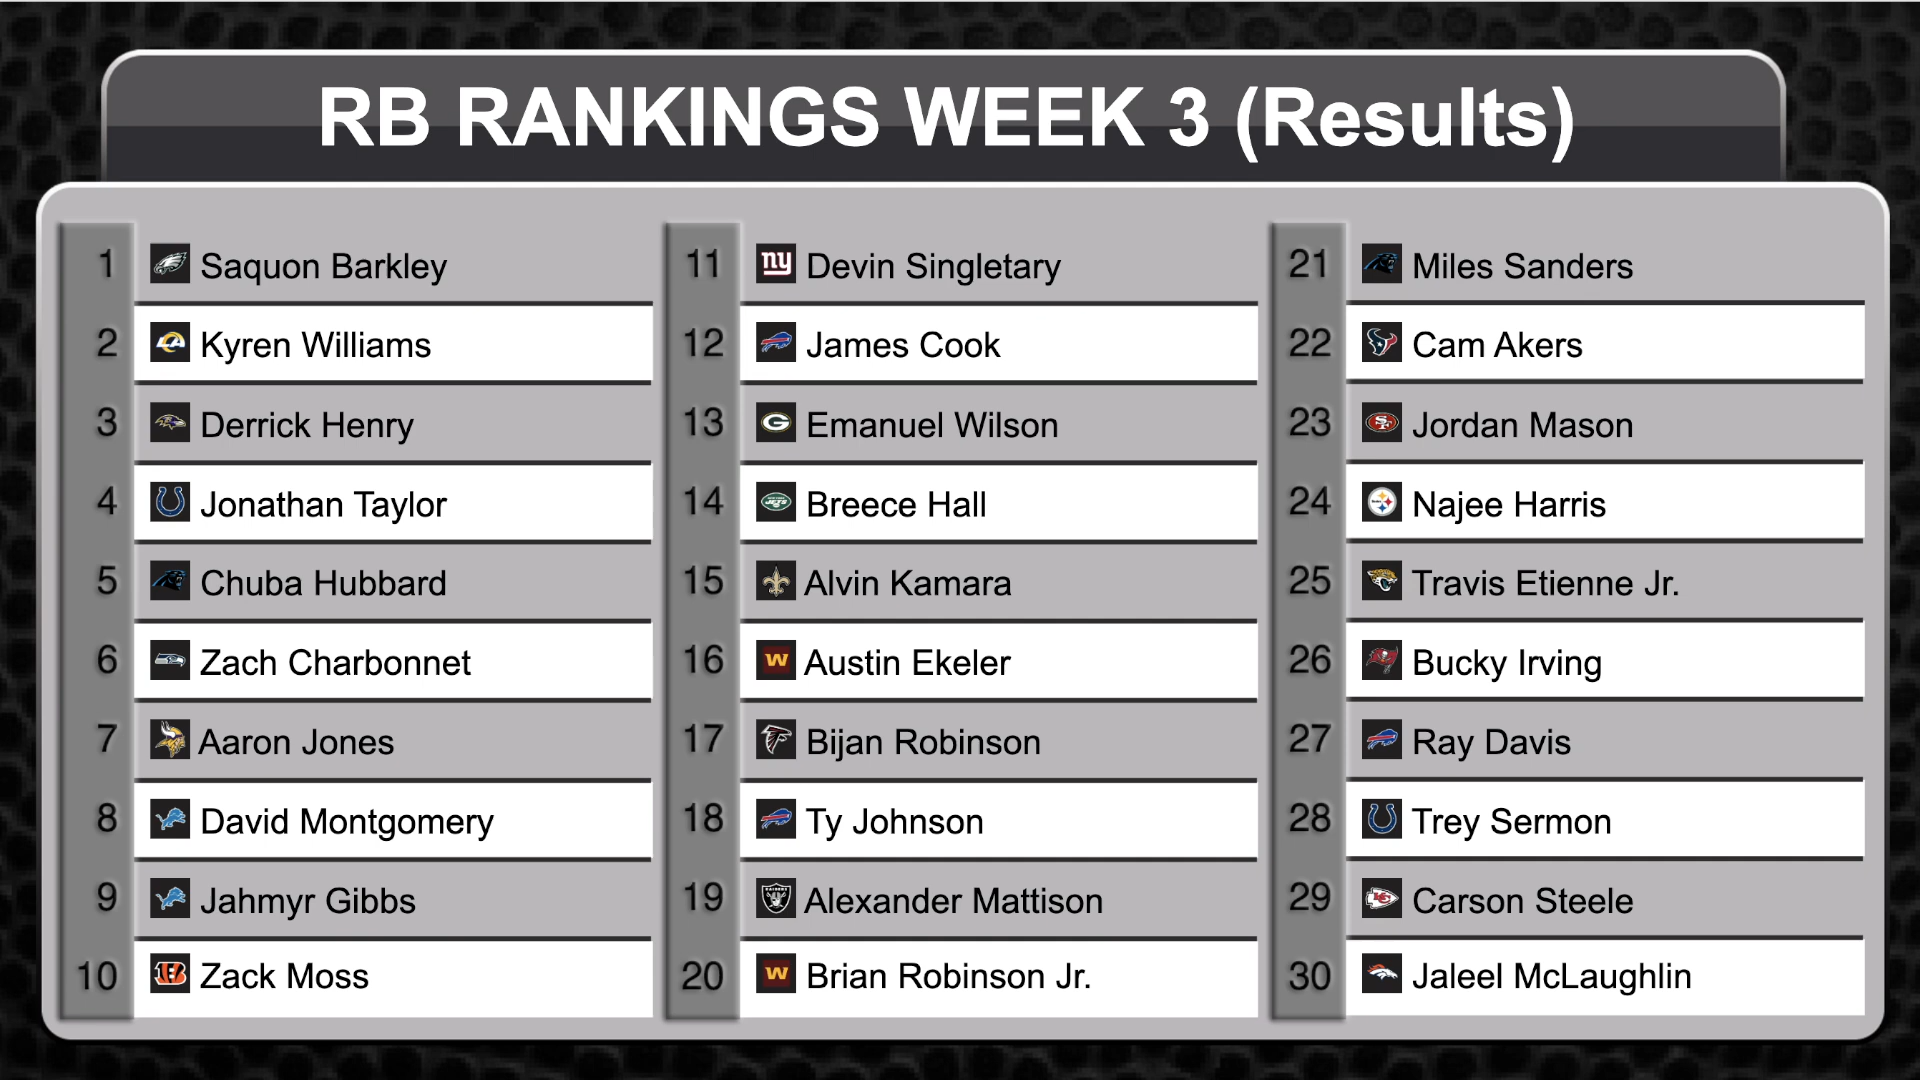 RB RANKINGS WEEK 3 (Results)
1 Saquon Barkley
2 Kyren Williams
3 Derrick Henry
4 Jonathan Taylor
5 Chuba Hubbard
6 Zach Charbonnet
7 Aaron Jones
8 David Montgomery
9 Jahmyr Gibbs
10 Zack Moss
11 ny Devin Singletary
12 James Cook
13 G Emanuel Wilson
14 JETS Breece Hall
15 Alvin Kamara
16 W Austin Ekeler
17 Bijan Robinson
18 Ty Johnson
19 RAIDERS Alexander Mattison
20 W Brian Robinson Jr.
21 Miles Sanders
22 Cam Akers
23 SF Jordan Mason
24 Najee Harris
25 Travis Etienne Jr.
26 Bucky Irving
27 Ray Davis
28 Trey Sermon
29 KC Carson Steele
30 Jaleel McLaughlin